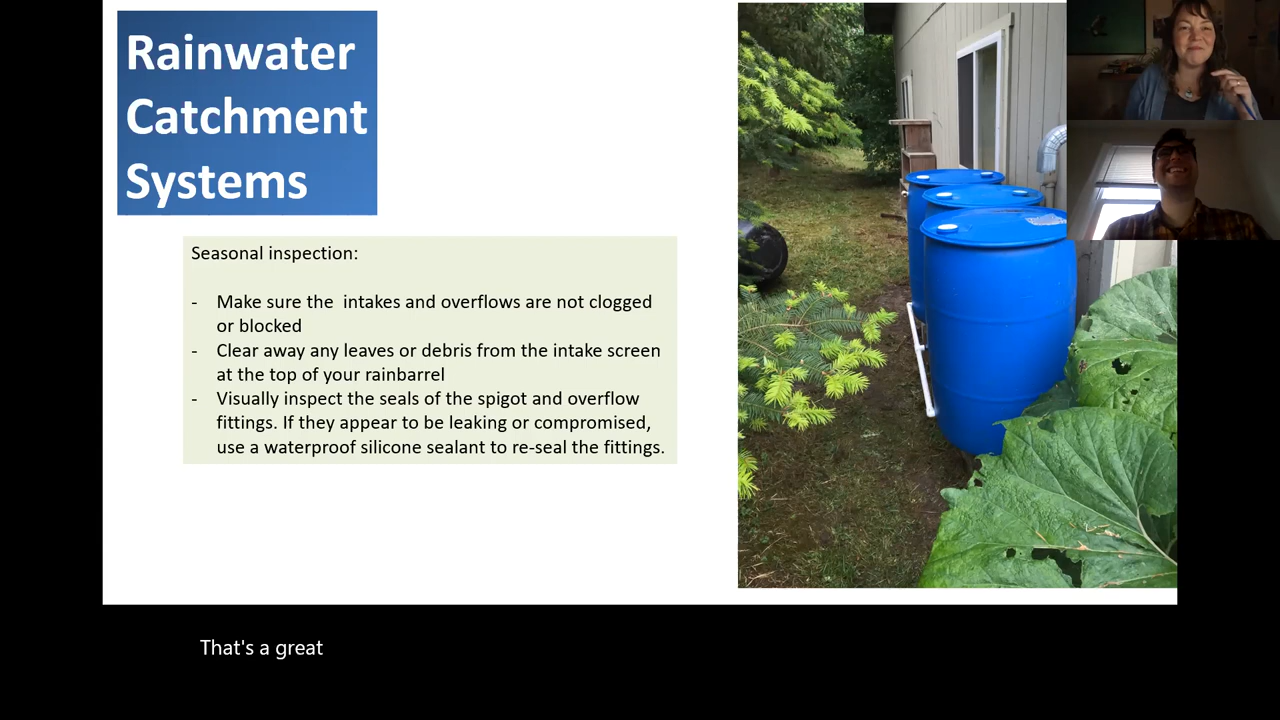 Rainwater
Catchment
Systems
Seasonal inspection:
- Make sure the  intakes and overflows are not clogged
or blocked
- Clear away any leaves or debris from the intake screen
at the top of your rainbarrel
- Visually inspect the seals of the spigot and overflow
fittings. If they appear to be leaking or compromised,
use a waterproof silicone sealant to re-seal the fittings.
That's a great